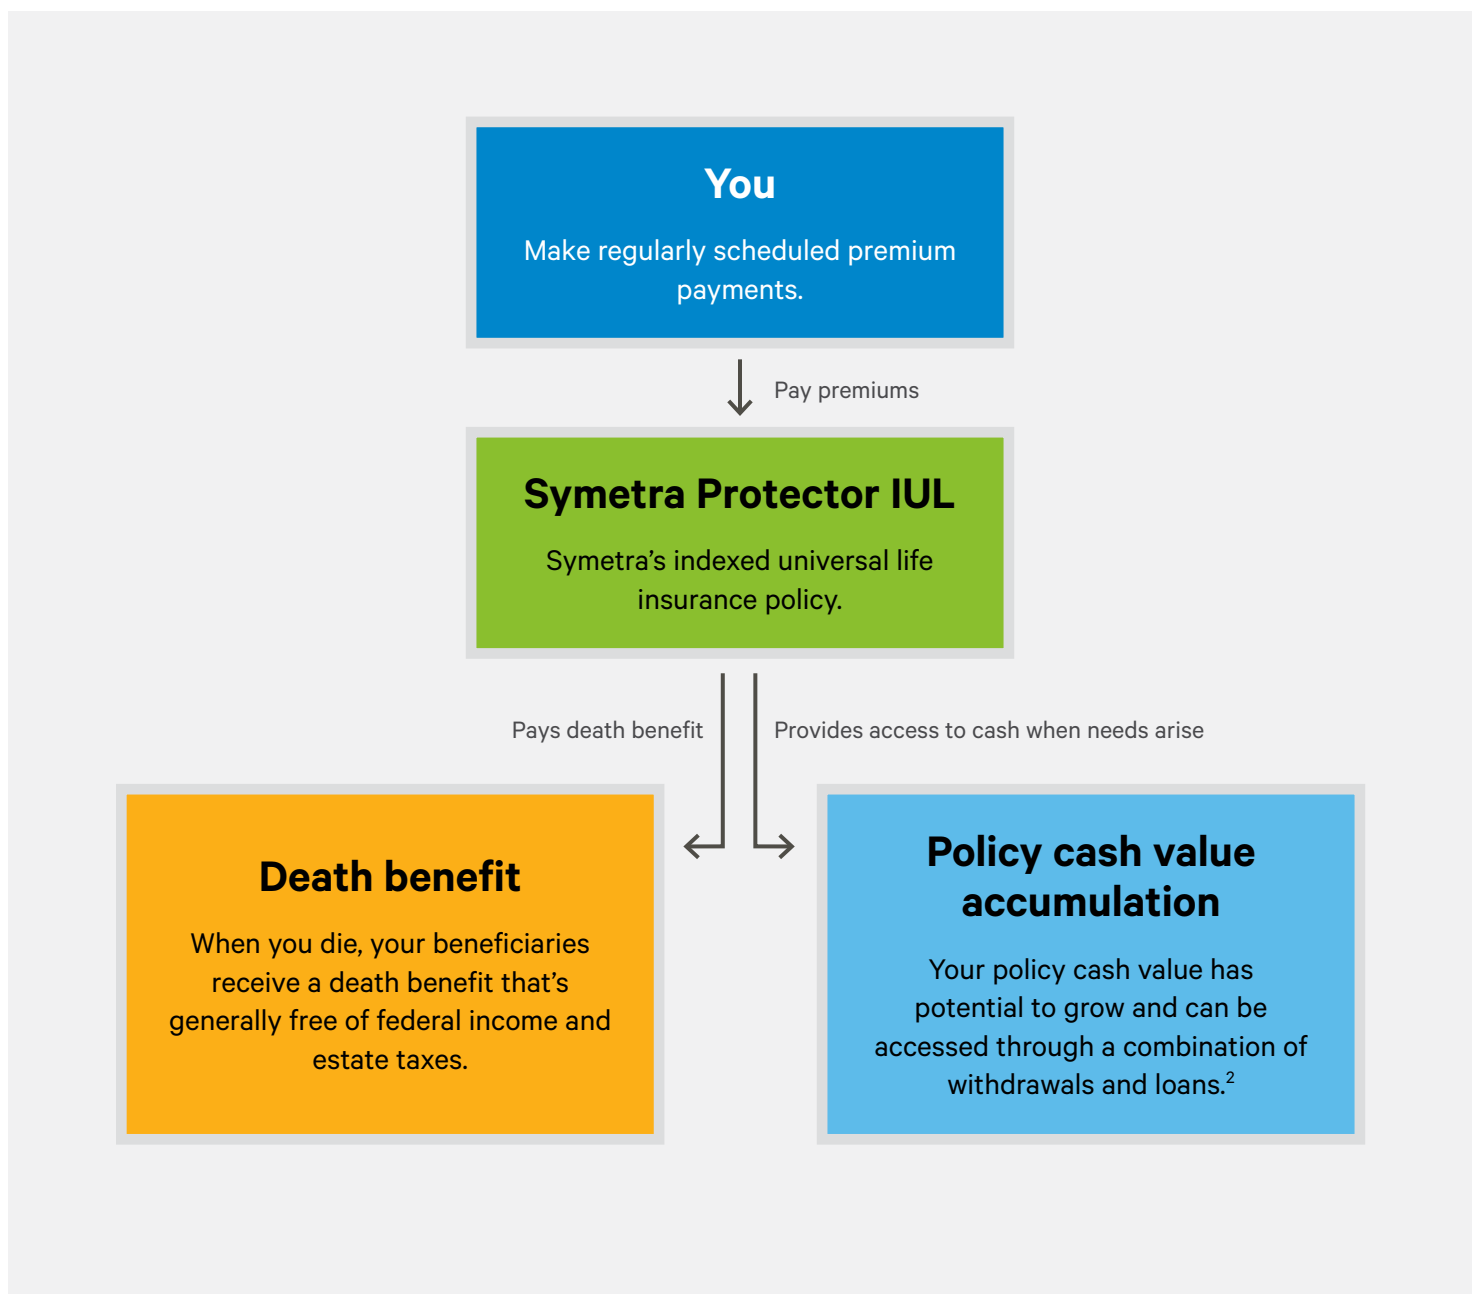 You
Make regularly scheduled premium
payments.
Pay premiums
Symetra Protector IUL
Symetra’s indexed universal life
insurance policy.
Pays death benefit
Provides access to cash when needs arise
Death benefit
When you die, your beneficiaries
receive a death benefit that’s
generally free of federal income and
estate taxes.
Policy cash value
accumulation
Your policy cash value has
potential to grow and can be
accessed through a combination of
withdrawals and loans.²